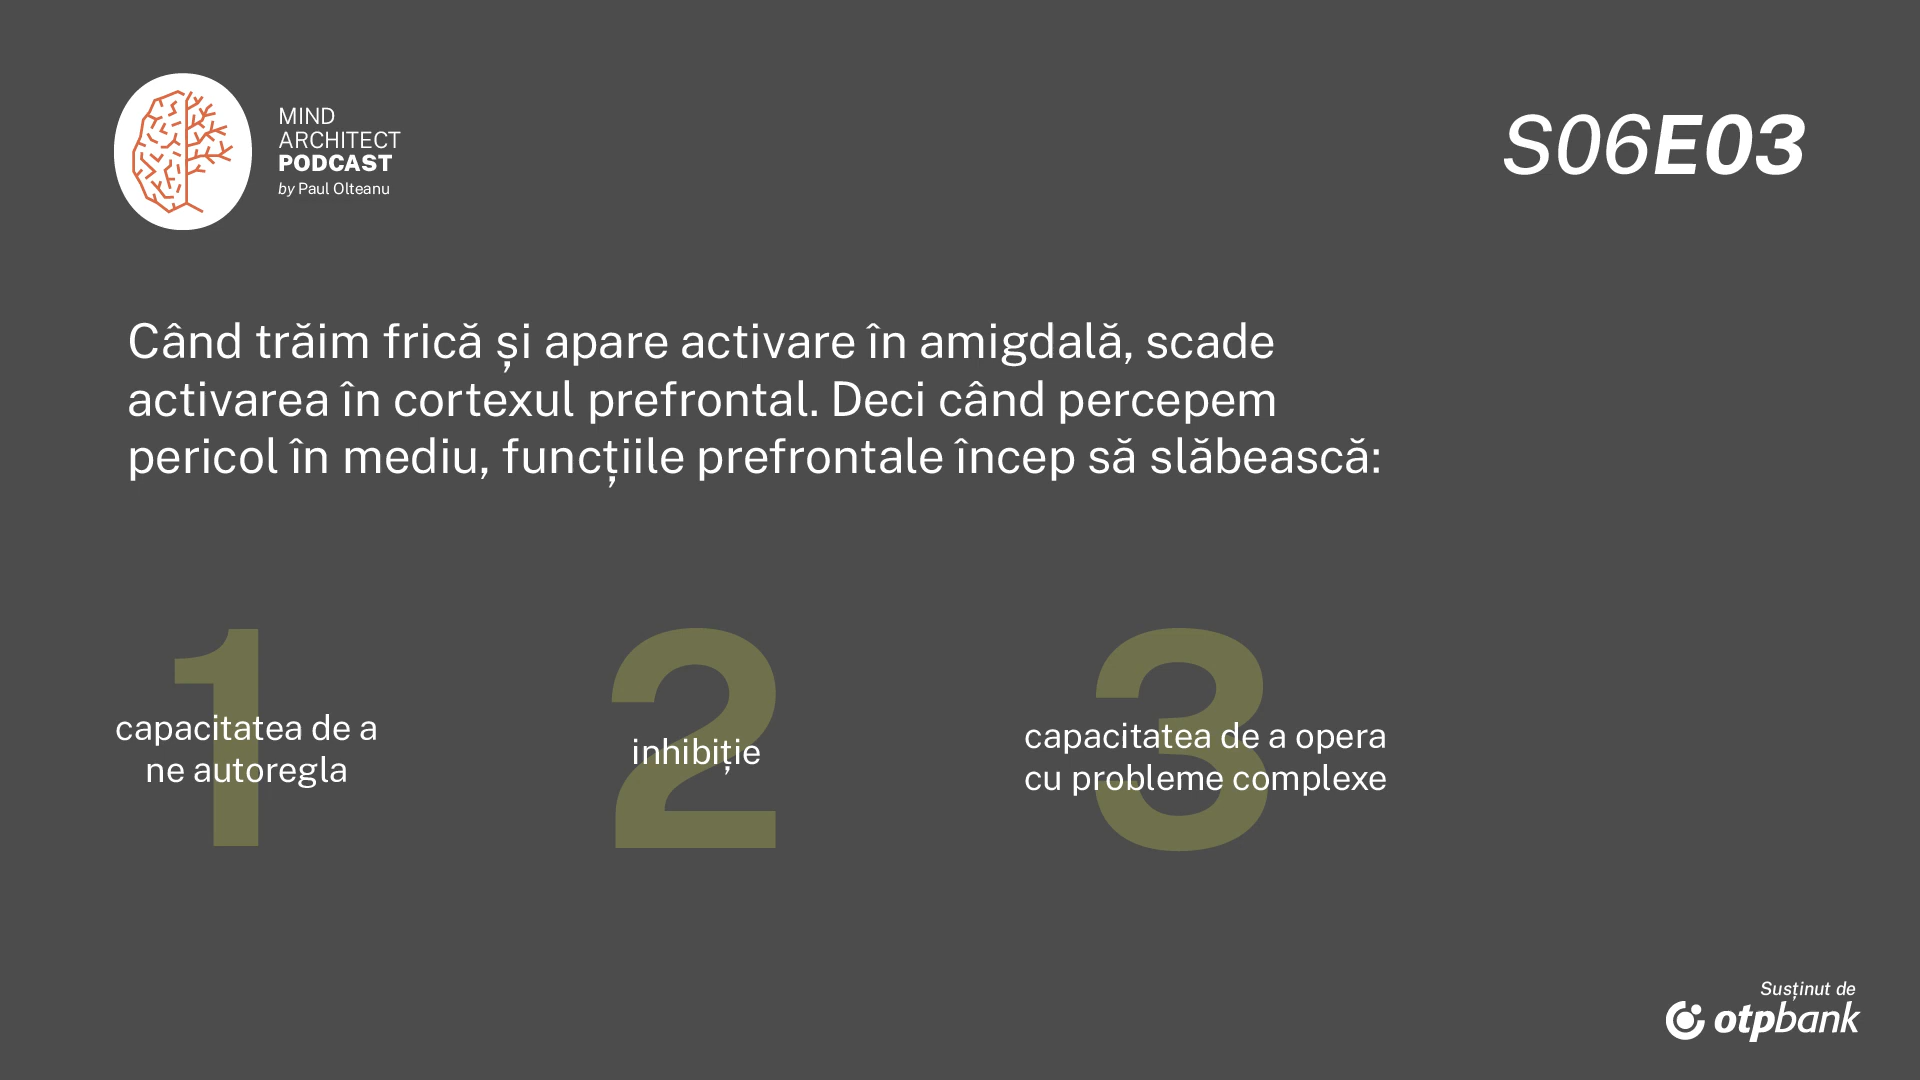 MIND
ARCHITECT
PODCAST
by Paul Olteanu
S06E03
Când trăim frică și apare activare în amigdală, scade
activarea în cortexul prefrontal. Deci când percepem
pericol în mediu, funcțiile prefrontale încep să slăbească:
1
capacitatea de a
ne autoregla
2
inhibiție
3
capacitatea de a opera
cu probleme complexe
Susținut de
otpbank